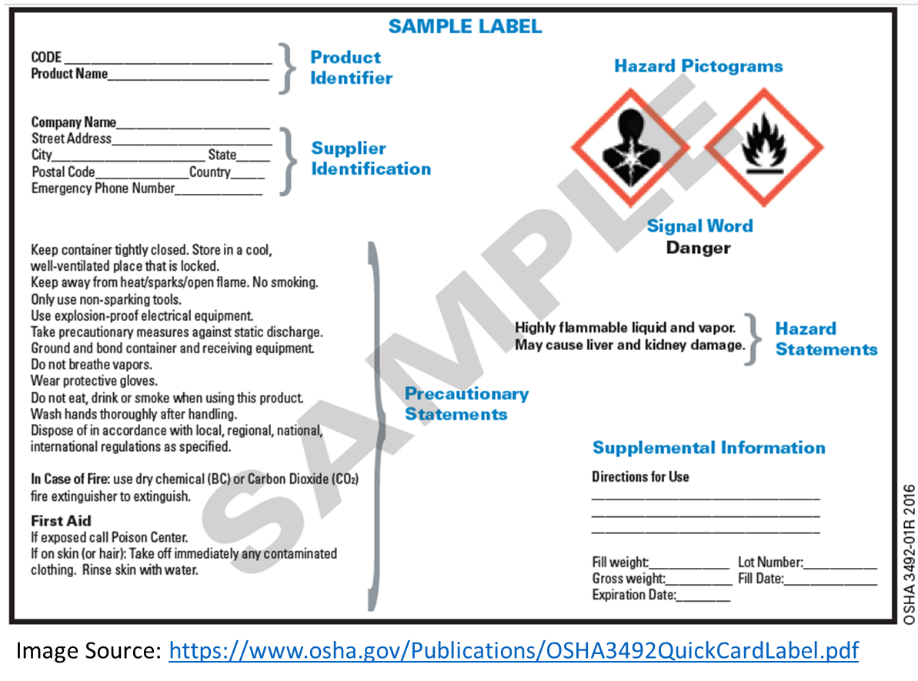 SAMPLE LABEL
CODE
Product Name
Product
Identifier
Company Name
Street Address
City State
Postal Code Country
Emergency Phone Number
Supplier
Identification
Hazard Pictograms
Signal Word
Danger
Keep container tightly closed. Store in a cool,
well-ventilated place that is locked.
Keep away from heat/sparks/open flame. No smoking.
Only use non-sparking tools.
Use explosion-proof electrical equipment.
Take precautionary measures against static discharge.
Ground and bond container and receiving equipment.
Do not breathe vapors.
Wear protective gloves.
Do not eat, drink or smoke when using this product.
Wash hands thoroughly after handling.
Dispose of in accordance with local, regional, national,
international regulations as specified.
In Case of Fire: use dry chemical (BC) or Carbon Dioxide (CO₂)
fire extinguisher to extinguish.
First Aid
If exposed call Poison Center.
If on skin (or hair): Take off immediately any contaminated
clothing. Rinse skin with water.
Precautionary
Statements
Highly flammable liquid and vapor.
May cause liver and kidney damage.
Hazard
Statements
Supplemental Information
Directions for Use
Fill weight: Lot Number:
Gross weight: Fill Date:
Expiration Date:
SAMPLE
OSHA 3492-01R 2016
Image Source: https://www.osha.gov/Publications/OSHA3492QuickCardLabel.pdf